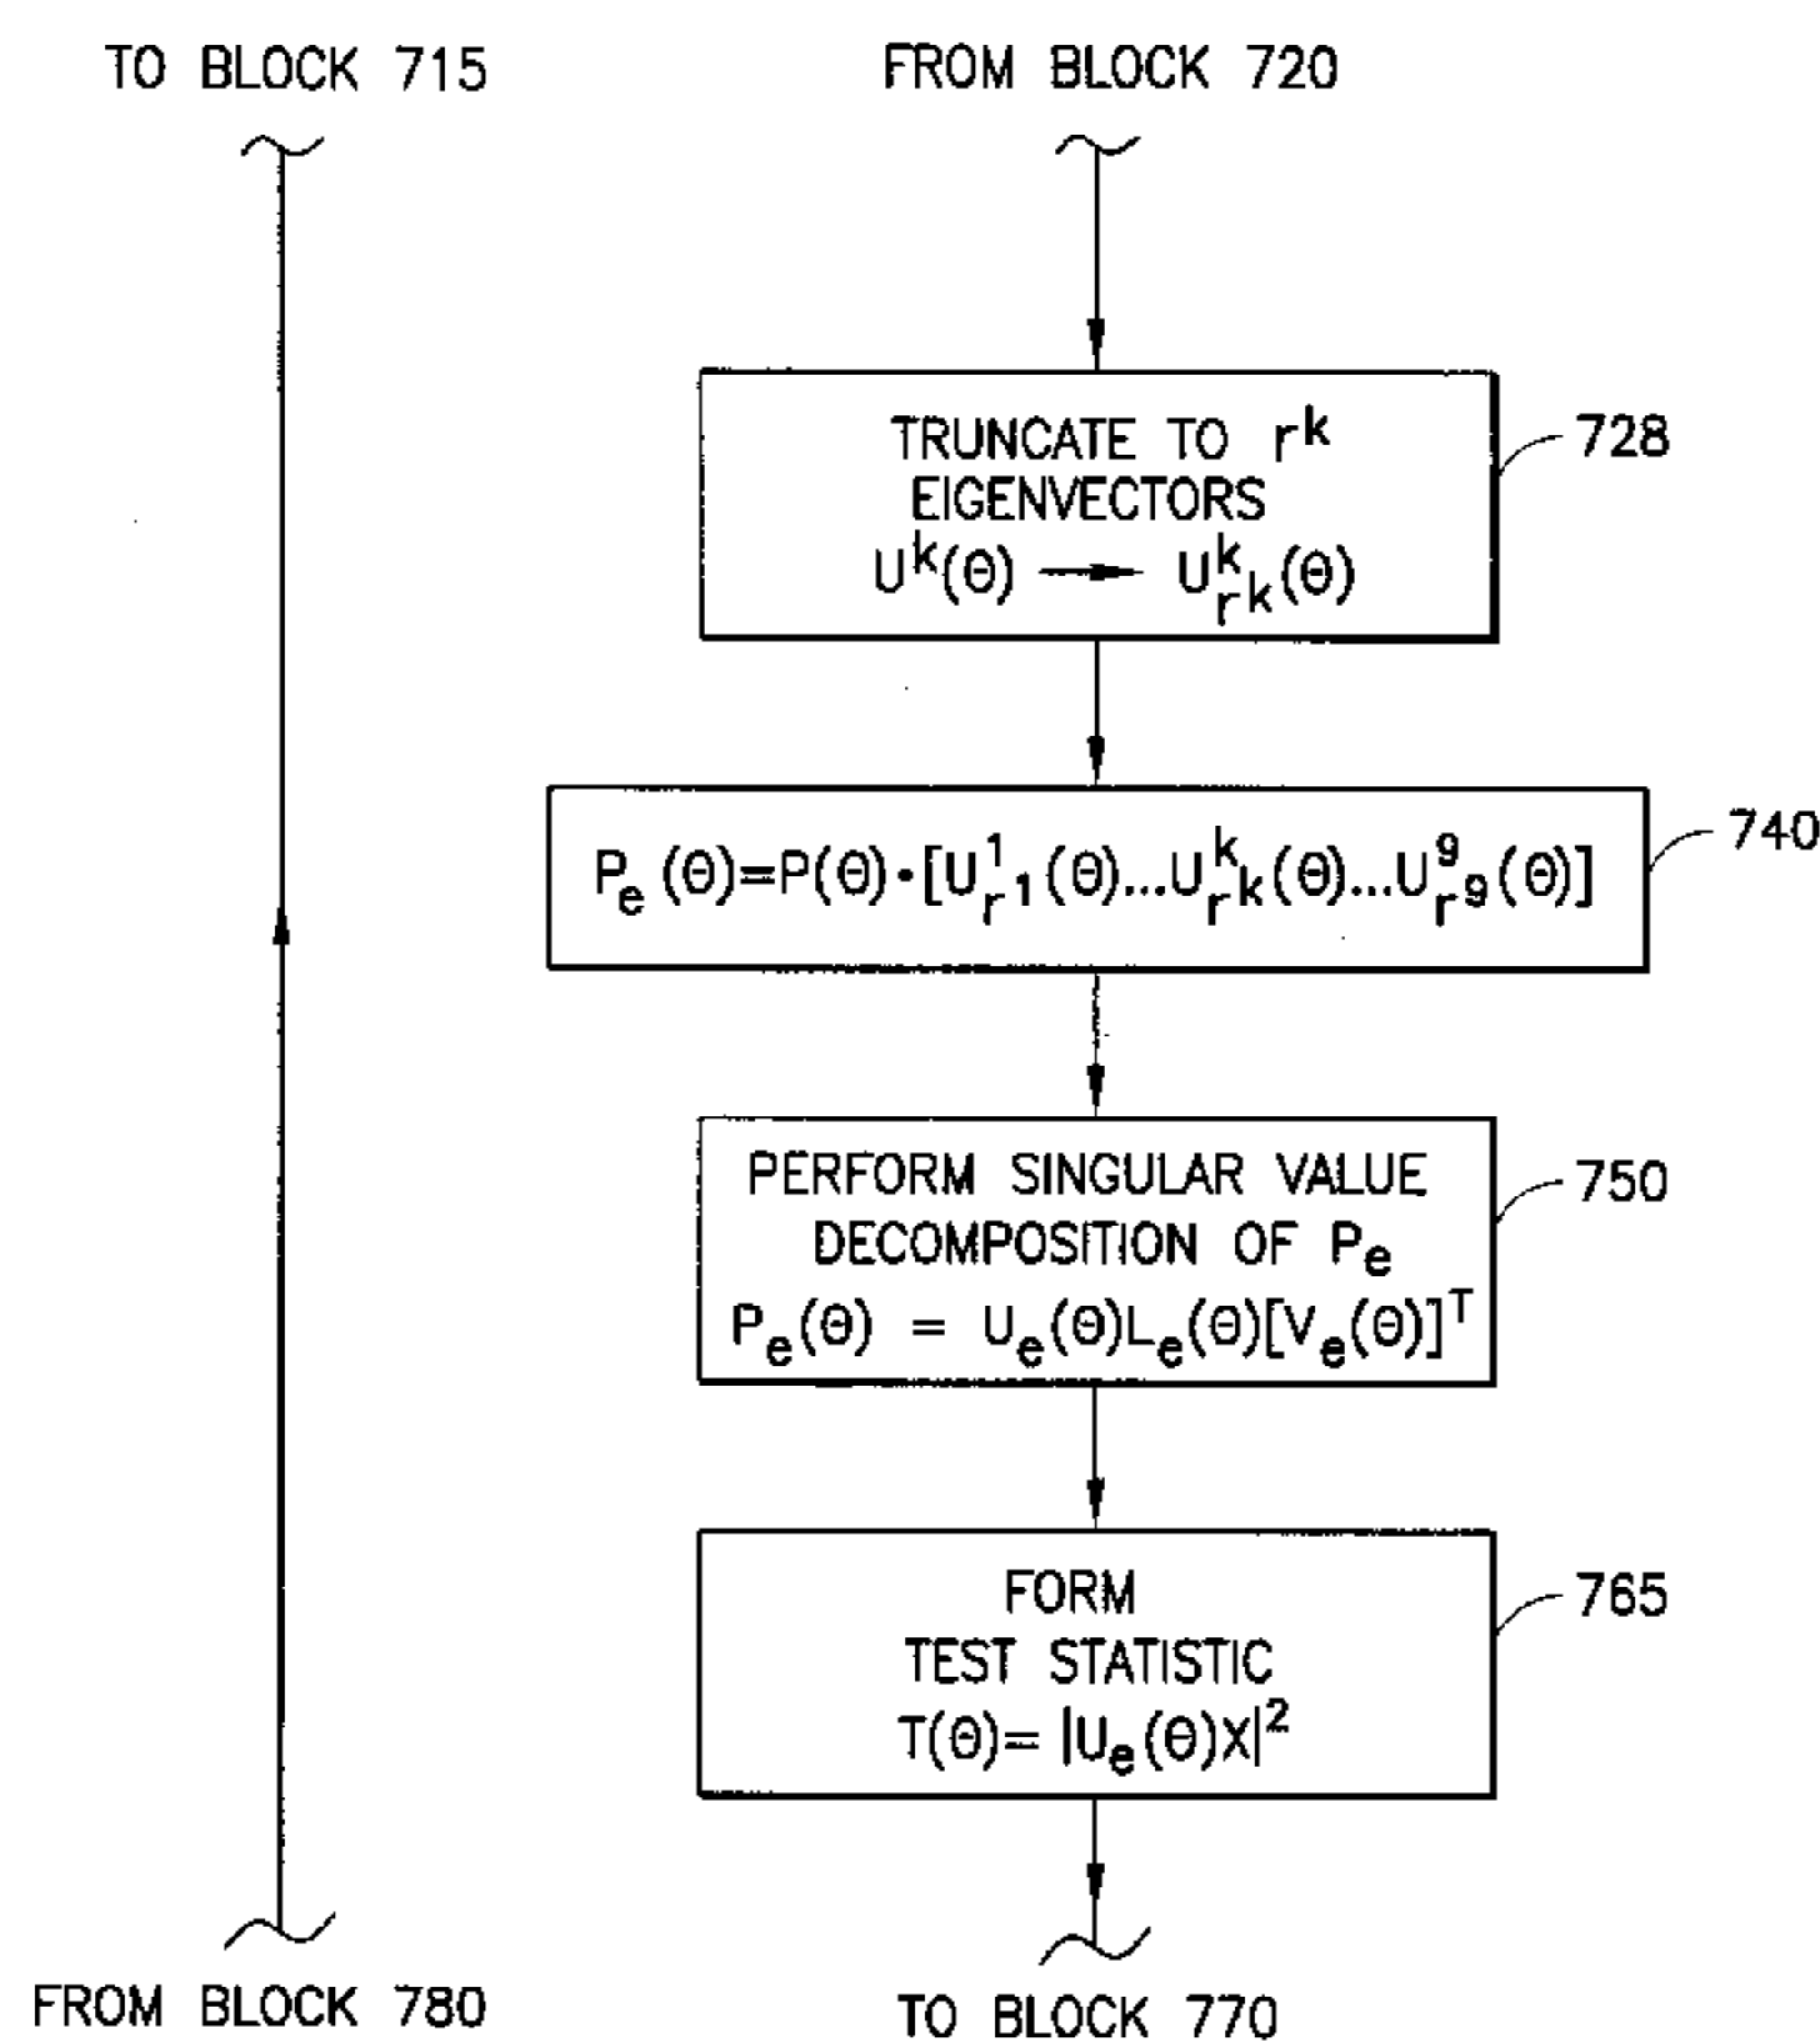 TO BLOCK 715
FROM BLOCK 720
TRUNCATE TO r^k
EIGENVECTORS
U^k(Θ) → U^k_{r^k}(Θ)
728
P_e(Θ)=P(Θ)•[U^1_{r^1}(Θ)...U^k_{r^k}(Θ)...U^9_{r^9}(Θ)]
740
PERFORM SINGULAR VALUE
DECOMPOSITION OF P_e
P_e(Θ) = U_e(Θ)L_e(Θ)[V_e(Θ)]^T
750
FORM
TEST STATISTIC
T(Θ)= |U_e(Θ)X|^2
765
FROM BLOCK 780
TO BLOCK 770